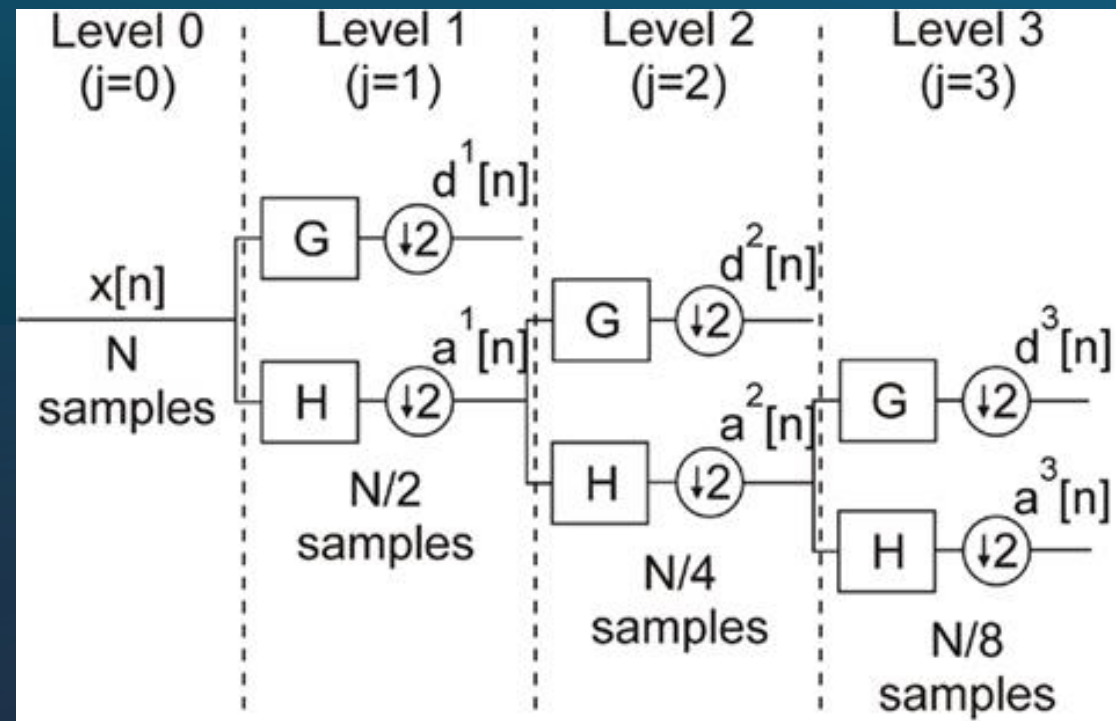 Level 0
(j=0)
Level 1
(j=1)
Level 2
(j=2)
Level 3
(j=3)
x[n]
N
samples
G
↓2
d¹[n]
H
↓2
a¹[n]
N/2
samples
G
↓2
d²[n]
H
↓2
a²[n]
N/4
samples
G
↓2
d³[n]
H
↓2
a³[n]
N/8
samples